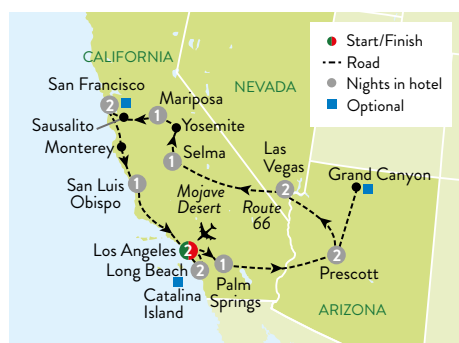 CALIFORNIA
NEVADA
ARIZONA
Start/Finish
Road
Nights in hotel
Optional
San Francisco
2
Sausalito
Monterey
Mariposa
1
Yosemite
Selma
1
San Luis
Obispo
1
Mojave
Desert
Route
66
Las
Vegas
2
Grand Canyon
Los Angeles
2
Long Beach
2
Catalina
Island
1
Palm
Springs
2
Prescott